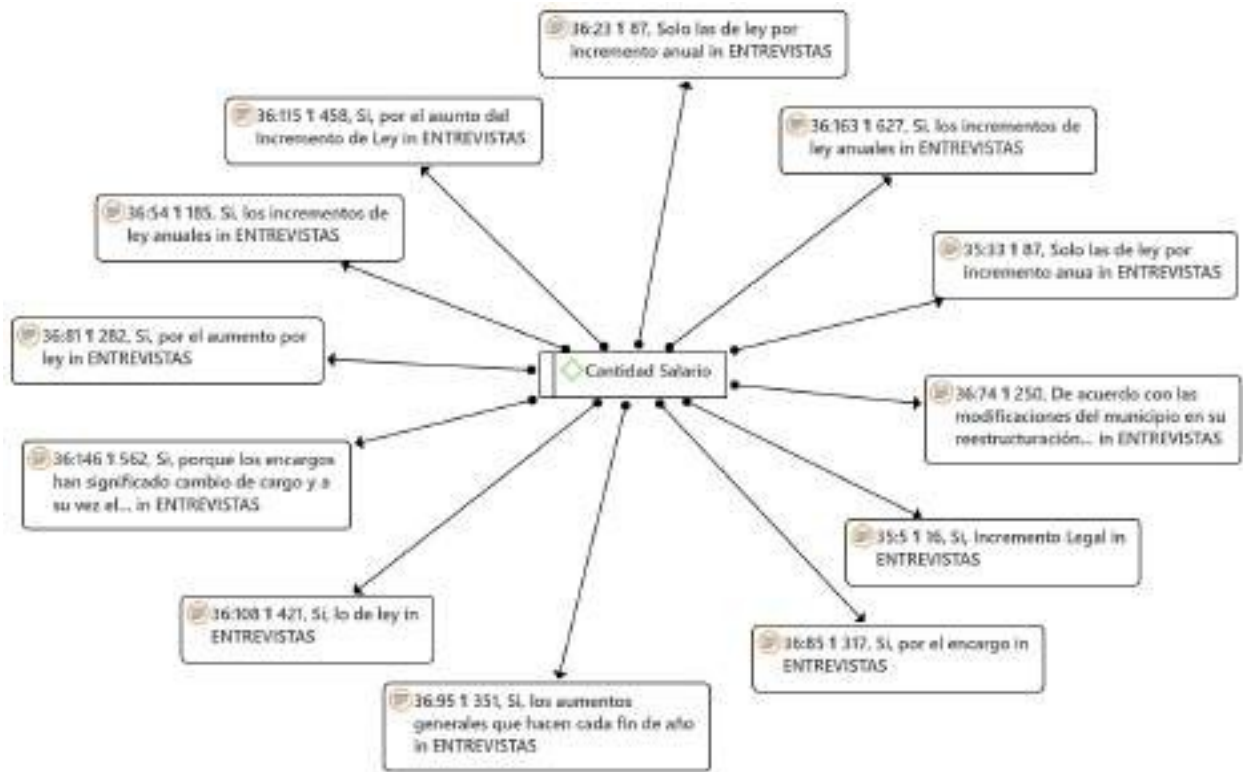 36:23 ¶ 87, Solo las de ley por
incremento anual in ENTREVISTAS
36:115 ¶ 458, Si, por el asunto del
Incremento de Ley in ENTREVISTAS
36:163 ¶ 627, Si, los incrementos de
ley anuales in ENTREVISTAS
36:54 ¶ 185, Si, los incrementos de
ley anuales in ENTREVISTAS
35:33 ¶ 87, Solo las de ley por
incremento anua in ENTREVISTAS
36:81 ¶ 282, Si, por el aumento por
ley in ENTREVISTAS
Cantidad Salario
36:74 ¶ 250, De acuerdo con las
modificaciones del municipio en su
reestructuración... in ENTREVISTAS
36:146 ¶ 562, Si, porque los encargos
han significado cambio de cargo y a
su vez el... in ENTREVISTAS
35:5 ¶ 16, Si, Incremento Legal in
ENTREVISTAS
36:108 ¶ 421, Si, lo de ley in
ENTREVISTAS
36:85 ¶ 317, Si, por el encargo in
ENTREVISTAS
36:95 ¶ 351, Si, los aumentos
generales que hacen cada fin de año
in ENTREVISTAS